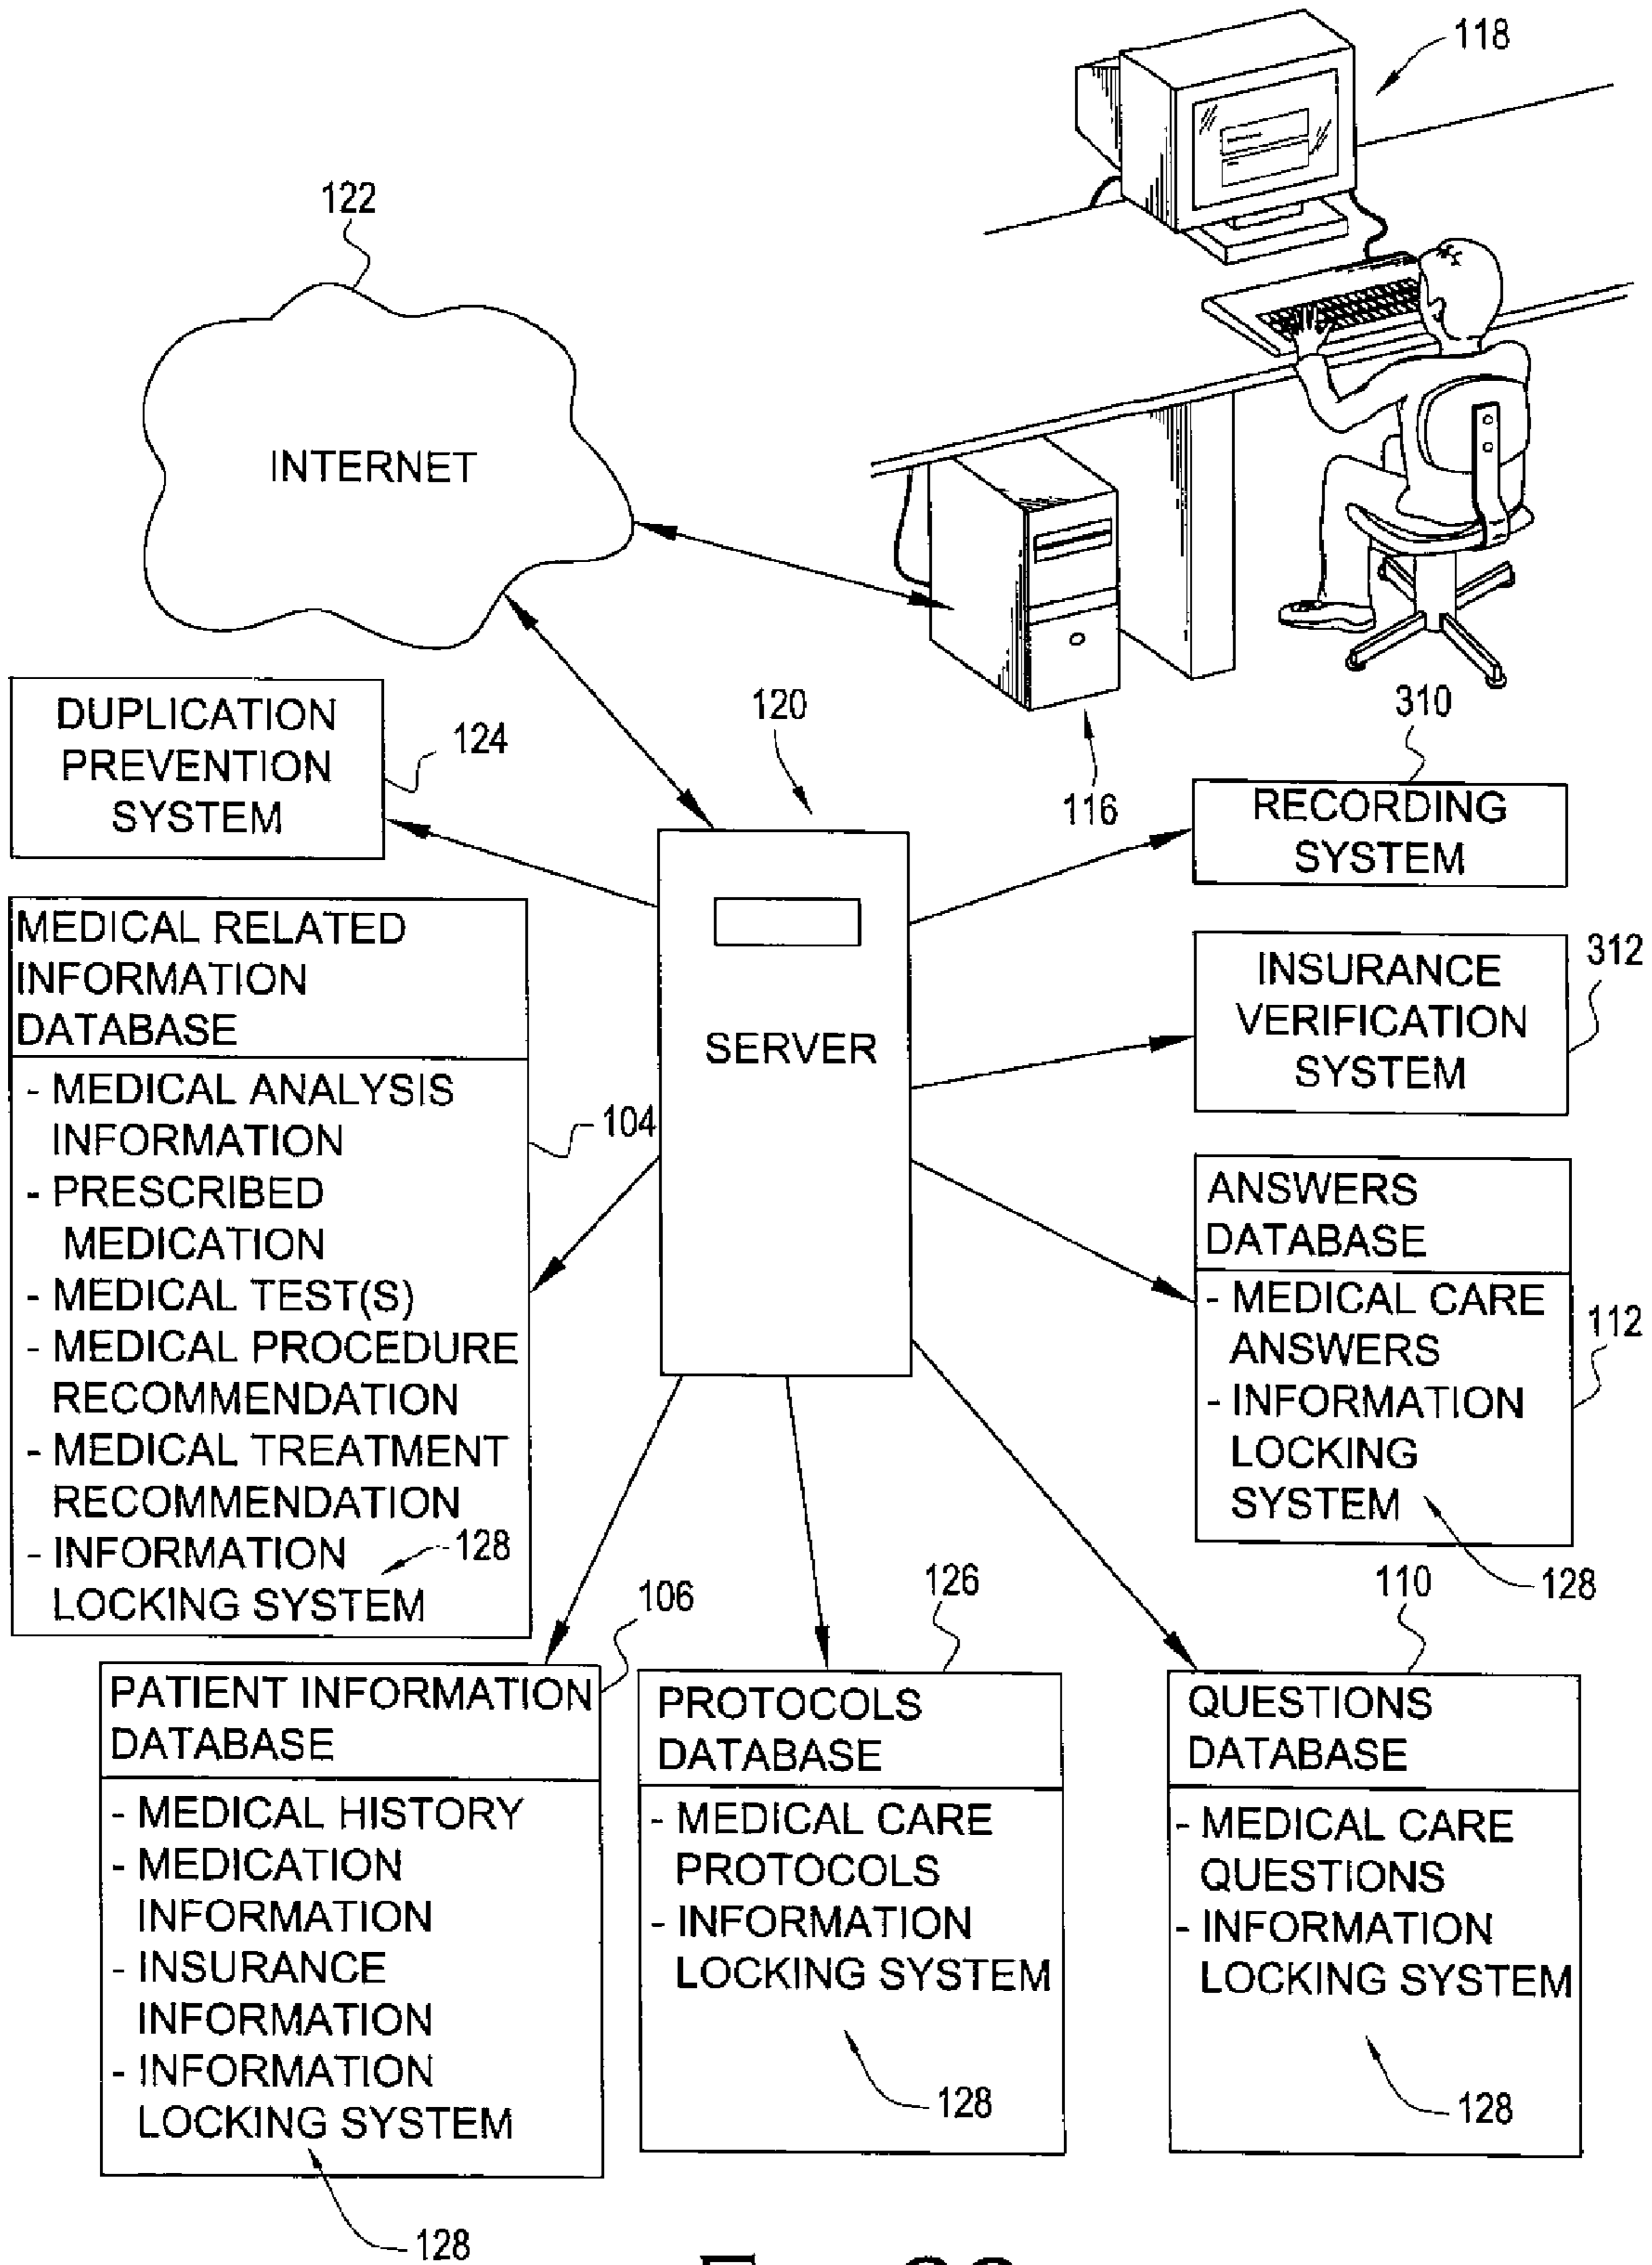 118
122
INTERNET
DUPLICATION
PREVENTION
SYSTEM
124
120
116
310
RECORDING
SYSTEM
312
INSURANCE
VERIFICATION
SYSTEM
SERVER
MEDICAL RELATED
INFORMATION
DATABASE
- MEDICAL ANALYSIS
INFORMATION
- PRESCRIBED
MEDICATION
- MEDICAL TEST(S)
- MEDICAL PROCEDURE
RECOMMENDATION
- MEDICAL TREATMENT
RECOMMENDATION
- INFORMATION
LOCKING SYSTEM
128
104
ANSWERS
DATABASE
- MEDICAL CARE
ANSWERS
- INFORMATION
LOCKING
SYSTEM
112
128
106
PATIENT INFORMATION
DATABASE
- MEDICAL HISTORY
- MEDICATION
INFORMATION
- INSURANCE
INFORMATION
- INFORMATION
LOCKING SYSTEM
128
126
PROTOCOLS
DATABASE
- MEDICAL CARE
PROTOCOLS
- INFORMATION
LOCKING SYSTEM
128
110
QUESTIONS
DATABASE
- MEDICAL CARE
QUESTIONS
- INFORMATION
LOCKING SYSTEM
128